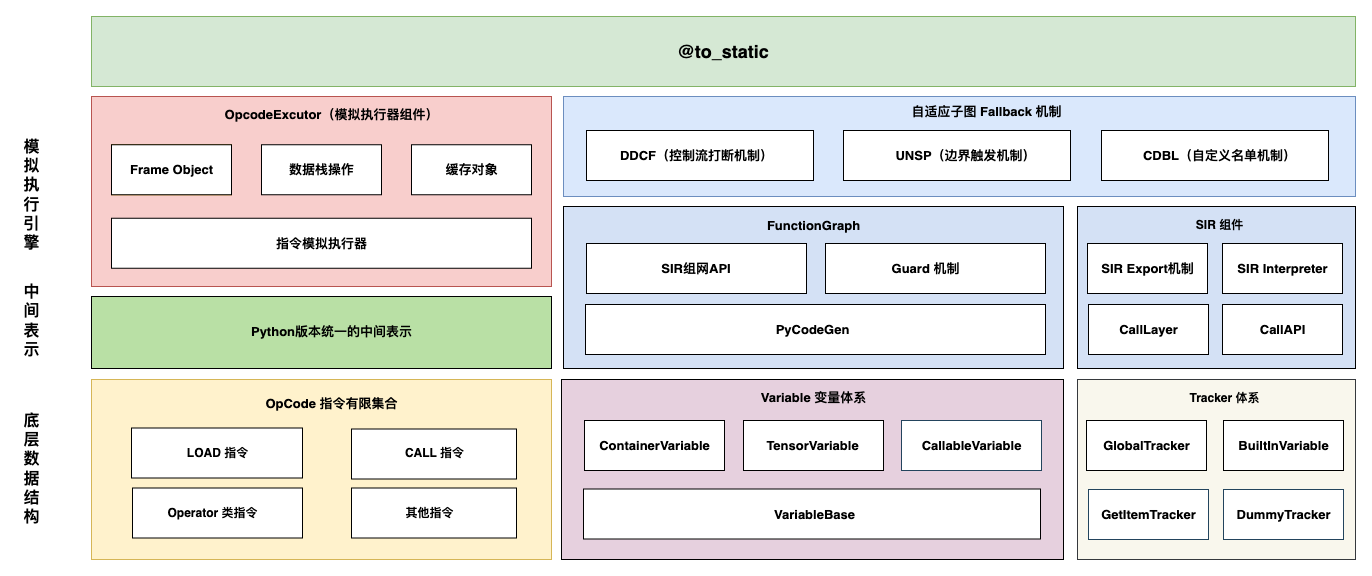 @to_static
模拟执行引擎
OpcodeExcutor（模拟执行器组件）
Frame Object
数据栈操作
缓存对象
指令模拟执行器
自适应子图 Fallback 机制
DDCF（控制流打断机制）
UNSP（边界触发机制）
CDBL（自定义名单机制）
中间表示
Python版本统一的中间表示
FunctionGraph
SIR组网API
Guard 机制
PyCodeGen
SIR 组件
SIR Export机制
SIR Interpreter
CallLayer
CallAPI
底层数据结构
OpCode 指令有限集合
LOAD 指令
CALL 指令
Operator 类指令
其他指令
Variable 变量体系
ContainerVariable
TensorVariable
CallableVariable
VariableBase
Tracker 体系
GlobalTracker
BuiltInVariable
GetItemTracker
DummyTracker